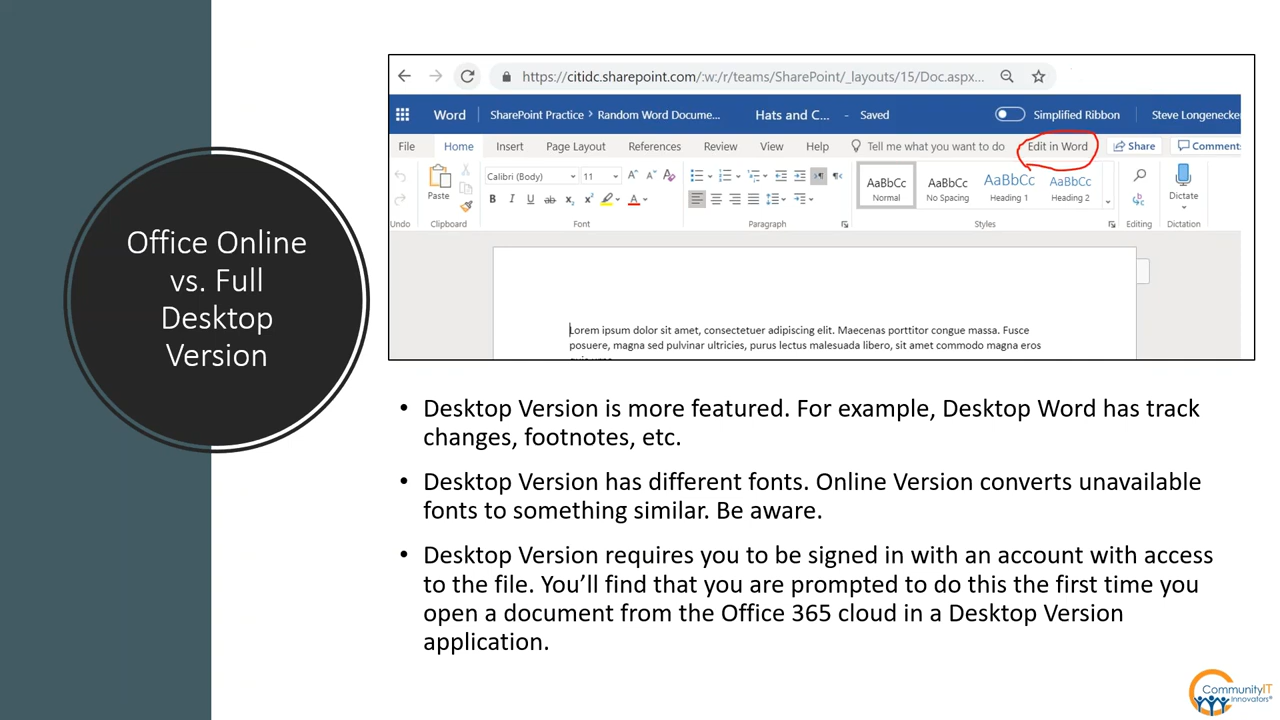 Office Online
vs. Full
Desktop
Version
https://citidc.sharepoint.com/:w:/r/teams/SharePoint/_layouts/15/Doc.aspx...
Word SharePoint Practice > Random Word Docume... Hats and C... - Saved Simplified Ribbon Steve Longenecker
File Home Insert Page Layout References Review View Help Tell me what you want to do Edit in Word Share Comments
Calibri (Body) 11
AaBbCc AaBbCc AaBbCc AaBbCc
Paste Normal No Spacing Heading 1 Heading 2 Dictate
B I U ab x₂ x² A
Undo Clipboard Font Paragraph Styles Editing Dictation
Lorem ipsum dolor sit amet, consectetuer adipiscing elit. Maecenas porttitor congue massa. Fusce
posuere, magna sed pulvinar ultricies, purus lectus malesuada libero, sit amet commodo magna eros
• Desktop Version is more featured. For example, Desktop Word has track
changes, footnotes, etc.
• Desktop Version has different fonts. Online Version converts unavailable
fonts to something similar. Be aware.
• Desktop Version requires you to be signed in with an account with access
to the file. You’ll find that you are prompted to do this the first time you
open a document from the Office 365 cloud in a Desktop Version
application.
CommunityIT
Innovators®